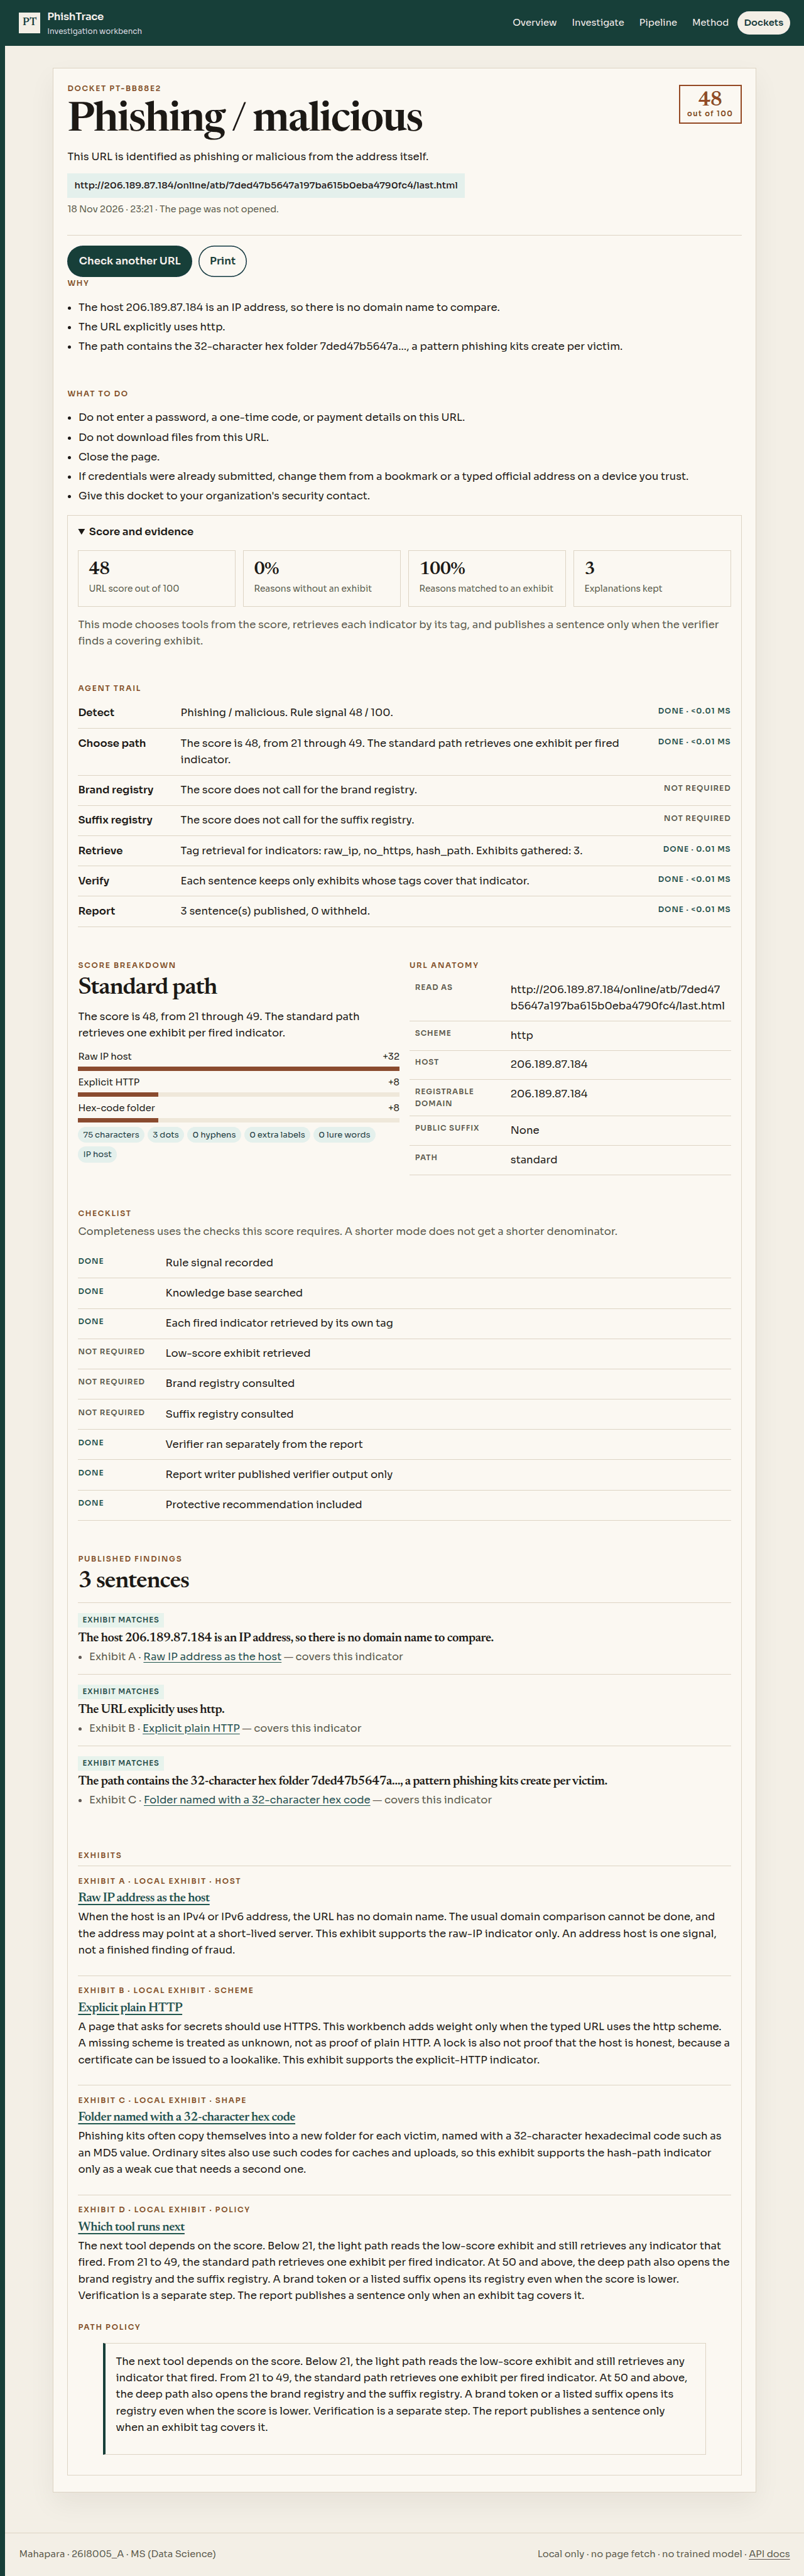 PT
PhishTrace
Investigation workbench
Overview
Investigate
Pipeline
Method
Dockets
DOCKET PT-BB88E2
Phishing / malicious
48
out of 100
This URL is identified as phishing or malicious from the address itself.
http://206.189.87.184/online/atb/7ded47b5647a197ba615b0eba4790fc4/last.html
18 Nov 2026 · 23:21 · The page was not opened.
Check another URL
Print
WHY
• The host 206.189.87.184 is an IP address, so there is no domain name to compare.
• The URL explicitly uses http.
• The path contains the 32-character hex folder 7ded47b5647a…, a pattern phishing kits create per victim.
WHAT TO DO
• Do not enter a password, a one-time code, or payment details on this URL.
• Do not download files from this URL.
• Close the page.
• If credentials were already submitted, change them from a bookmark or a typed official address on a device you trust.
• Give this docket to your organization's security contact.
▼ Score and evidence
48
URL score out of 100
0%
Reasons without an exhibit
100%
Reasons matched to an exhibit
3
Explanations kept
This mode chooses tools from the score, retrieves each indicator by its tag, and publishes a sentence only when the verifier
finds a covering exhibit.
AGENT TRAIL
Detect Phishing / malicious. Rule signal 48 / 100. DONE · <0.01 MS
Choose path The score is 48, from 21 through 49. The standard path retrieves one exhibit per fired DONE · <0.01 MS
indicator.
Brand registry The score does not call for the brand registry. NOT REQUIRED
Suffix registry The score does not call for the suffix registry. NOT REQUIRED
Retrieve Tag retrieval for indicators: raw_ip, no_https, hash_path. Exhibits gathered: 3. DONE · 0.01 MS
Verify Each sentence keeps only exhibits whose tags cover that indicator. DONE · <0.01 MS
Report 3 sentence(s) published, 0 withheld. DONE · <0.01 MS
SCORE BREAKDOWN
Standard path
The score is 48, from 21 through 49. The standard path
retrieves one exhibit per fired indicator.
Raw IP host +32
Explicit HTTP +8
Hex-code folder +8
75 characters
3 dots
0 hyphens
0 extra labels
0 lure words
IP host
URL ANATOMY
READ AS http://206.189.87.184/online/atb/7ded47
b5647a197ba615b0eba4790fc4/last.html
SCHEME http
HOST 206.189.87.184
REGISTRABLE 206.189.87.184
DOMAIN
PUBLIC SUFFIX None
PATH standard
CHECKLIST
Completeness uses the checks this score requires. A shorter mode does not get a shorter denominator.
DONE Rule signal recorded
DONE Knowledge base searched
DONE Each fired indicator retrieved by its own tag
NOT REQUIRED Low-score exhibit retrieved
NOT REQUIRED Brand registry consulted
NOT REQUIRED Suffix registry consulted
DONE Verifier ran separately from the report
DONE Report writer published verifier output only
DONE Protective recommendation included
PUBLISHED FINDINGS
3 sentences
EXHIBIT MATCHES
The host 206.189.87.184 is an IP address, so there is no domain name to compare.
• Exhibit A · Raw IP address as the host — covers this indicator
EXHIBIT MATCHES
The URL explicitly uses http.
• Exhibit B · Explicit plain HTTP — covers this indicator
EXHIBIT MATCHES
The path contains the 32-character hex folder 7ded47b5647a…, a pattern phishing kits create per victim.
• Exhibit C · Folder named with a 32-character hex code — covers this indicator
EXHIBITS
EXHIBIT A · LOCAL EXHIBIT · HOST
Raw IP address as the host
When the host is an IPv4 or IPv6 address, the URL has no domain name. The usual domain comparison cannot be done, and
the address may point at a short-lived server. This exhibit supports the raw-IP indicator only. An address host is one signal,
not a finished finding of fraud.
EXHIBIT B · LOCAL EXHIBIT · SCHEME
Explicit plain HTTP
A page that asks for secrets should use HTTPS. This workbench adds weight only when the typed URL uses the http scheme.
A missing scheme is treated as unknown, not as proof of plain HTTP. A lock is also not proof that the host is honest, because a
certificate can be issued to a lookalike. This exhibit supports the explicit-HTTP indicator.
EXHIBIT C · LOCAL EXHIBIT · SHAPE
Folder named with a 32-character hex code
Phishing kits often copy themselves into a new folder for each victim, named with a 32-character hexadecimal code such as
an MD5 value. Ordinary sites also use such codes for caches and uploads, so this exhibit supports the hash-path indicator
only as a weak cue that needs a second one.
EXHIBIT D · LOCAL EXHIBIT · POLICY
Which tool runs next
The next tool depends on the score. Below 21, the light path reads the low-score exhibit and still retrieves any indicator that
fired. From 21 to 49, the standard path retrieves one exhibit per fired indicator. At 50 and above, the deep path also opens the
brand registry and the suffix registry. A brand token or a listed suffix opens its registry even when the score is lower.
Verification is a separate step. The report publishes a sentence only when an exhibit tag covers it.
PATH POLICY
The next tool depends on the score. Below 21, the light path reads the low-score exhibit and still retrieves any
indicator that fired. From 21 to 49, the standard path retrieves one exhibit per fired indicator. At 50 and above,
the deep path also opens the brand registry and the suffix registry. A brand token or a listed suffix opens its
registry even when the score is lower. Verification is a separate step. The report publishes a sentence only
when an exhibit tag covers it.
Mahapara · 26I8005_A · MS (Data Science)
Local only · no page fetch · no trained model · API docs